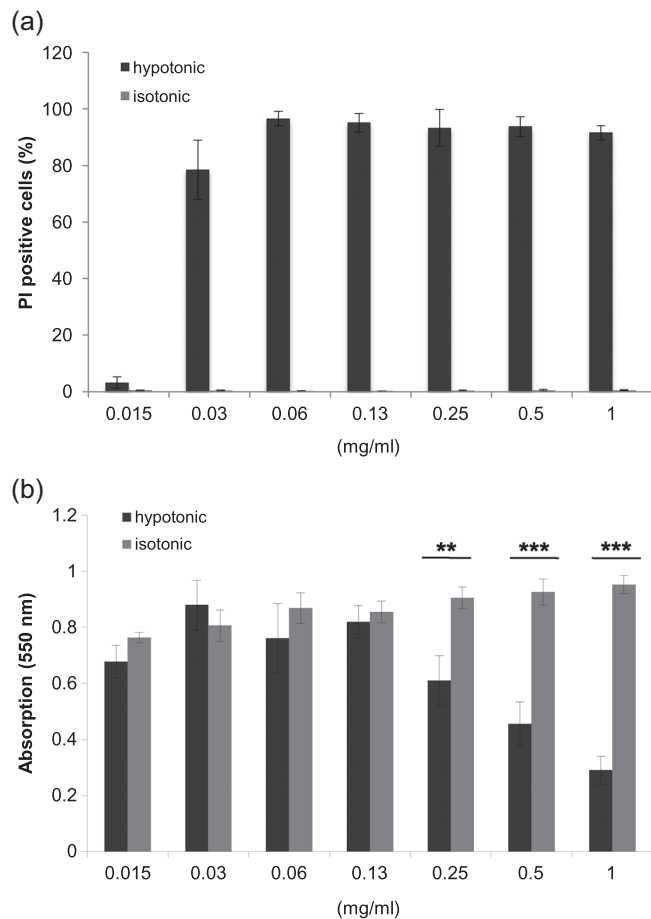 (a)
120
100
80
60
40
20
0
PI positive cells (%)
hypotonic
isotonic
0.015 0.03 0.06 0.13 0.25 0.5 1
(mg/ml)
(b)
1.2
1
0.8
0.6
0.4
0.2
0
Absorption (550 nm)
hypotonic
isotonic
** *** ***
0.015 0.03 0.06 0.13 0.25 0.5 1
(mg/ml)